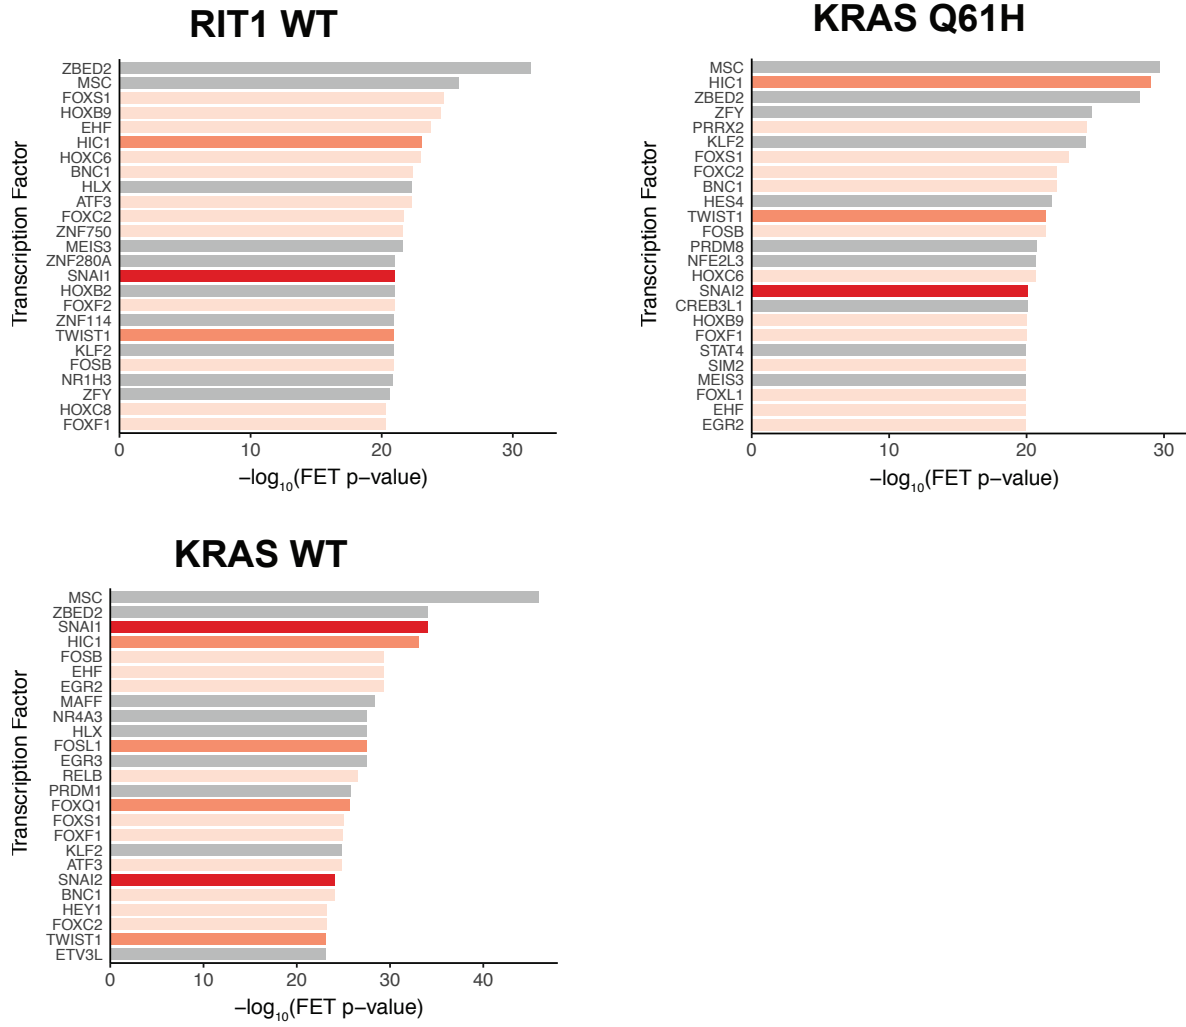 RIT1 WT
Transcription Factor
ZBED2
MSC
FOXS1
HOXB9
EHF
HIC1
HOXC6
BNC1
HLX
ATF3
FOXC2
ZNF750
MEIS3
ZNF280A
SNAI1
HOXB2
FOXF2
ZNF114
TWIST1
KLF2
FOSB
NR1H3
ZFY
HOXC8
FOXF1
0 10 20 30
−log10(FET p−value)
KRAS Q61H
Transcription Factor
MSC
HIC1
ZBED2
ZFY
PRRX2
KLF2
FOXS1
FOXC2
BNC1
HES4
TWIST1
FOSB
PRDM8
NFE2L3
HOXC6
SNAI2
CREB3L1
HOXB9
FOXF1
STAT4
SIM2
MEIS3
FOXL1
EHF
EGR2
0 10 20 30
−log10(FET p−value)
KRAS WT
Transcription Factor
MSC
ZBED2
SNAI1
HIC1
FOSB
EHF
EGR2
MAFF
NR4A3
HLX
FOSL1
EGR3
RELB
PRDM1
FOXQ1
FOXS1
FOXF1
KLF2
ATF3
SNAI2
BNC1
HEY1
FOXC2
TWIST1
ETV3L
0 10 20 30 40
−log10(FET p−value)